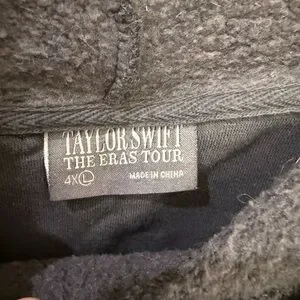 TAYLOR SWIFT
THE ERAS TOUR
4X L MADE IN CHINA